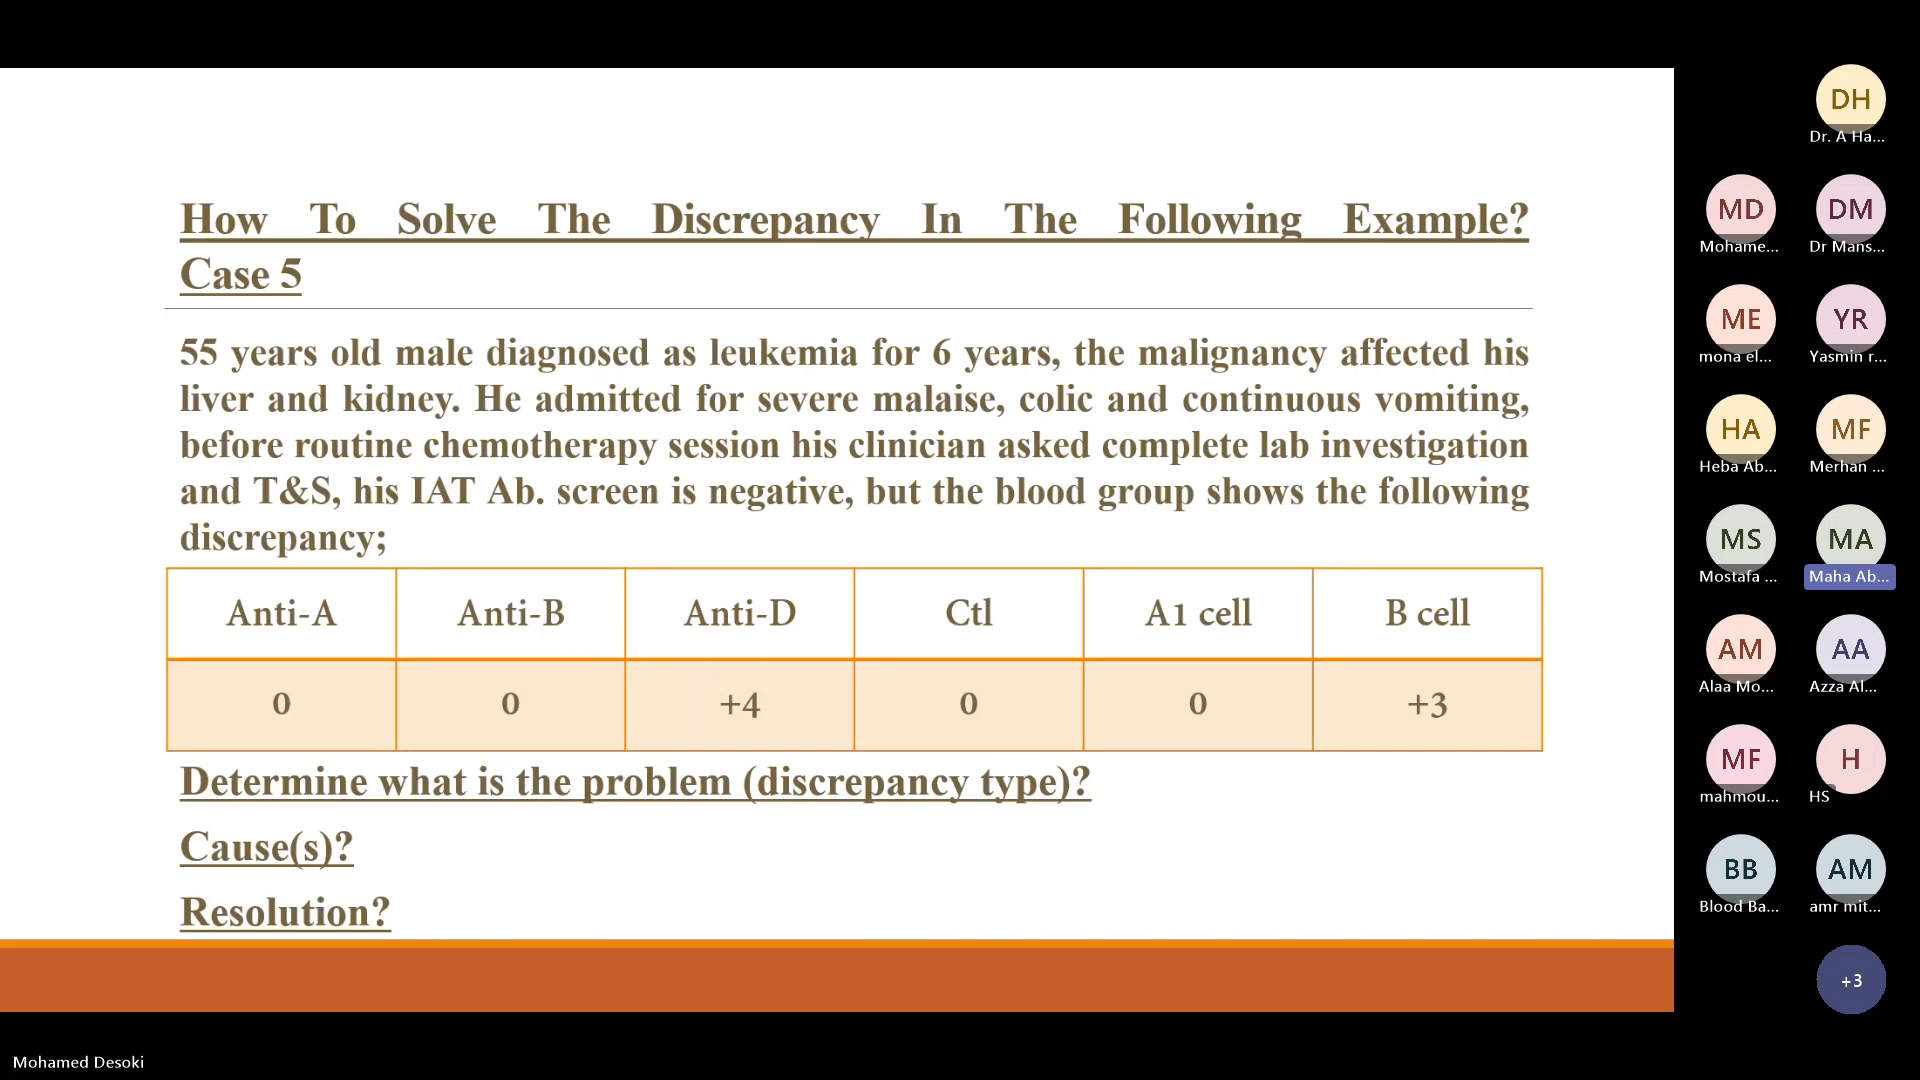 How To Solve The Discrepancy In The Following Example?
Case 5
55 years old male diagnosed as leukemia for 6 years, the malignancy affected his
liver and kidney. He admitted for severe malaise, colic and continuous vomiting,
before routine chemotherapy session his clinician asked complete lab investigation
and T&S, his IAT Ab. screen is negative, but the blood group shows the following
discrepancy;
Anti-A Anti-B Anti-D Ctl A1 cell B cell
0 0 +4 0 0 +3
Determine what is the problem (discrepancy type)?
Cause(s)?
Resolution?
DH
Dr. A Ha...
MD DM
Mohame... Dr Mans...
ME YR
mona el... Yasmin r...
HA MF
Heba Ab... Merhan ...
MS MA
Mostafa ... Maha Ab...
AM AA
Alaa Mo... Azza Al...
MF H
mahmou... HS
BB AM
Blood Ba... amr mit...
+3
Mohamed Desoki